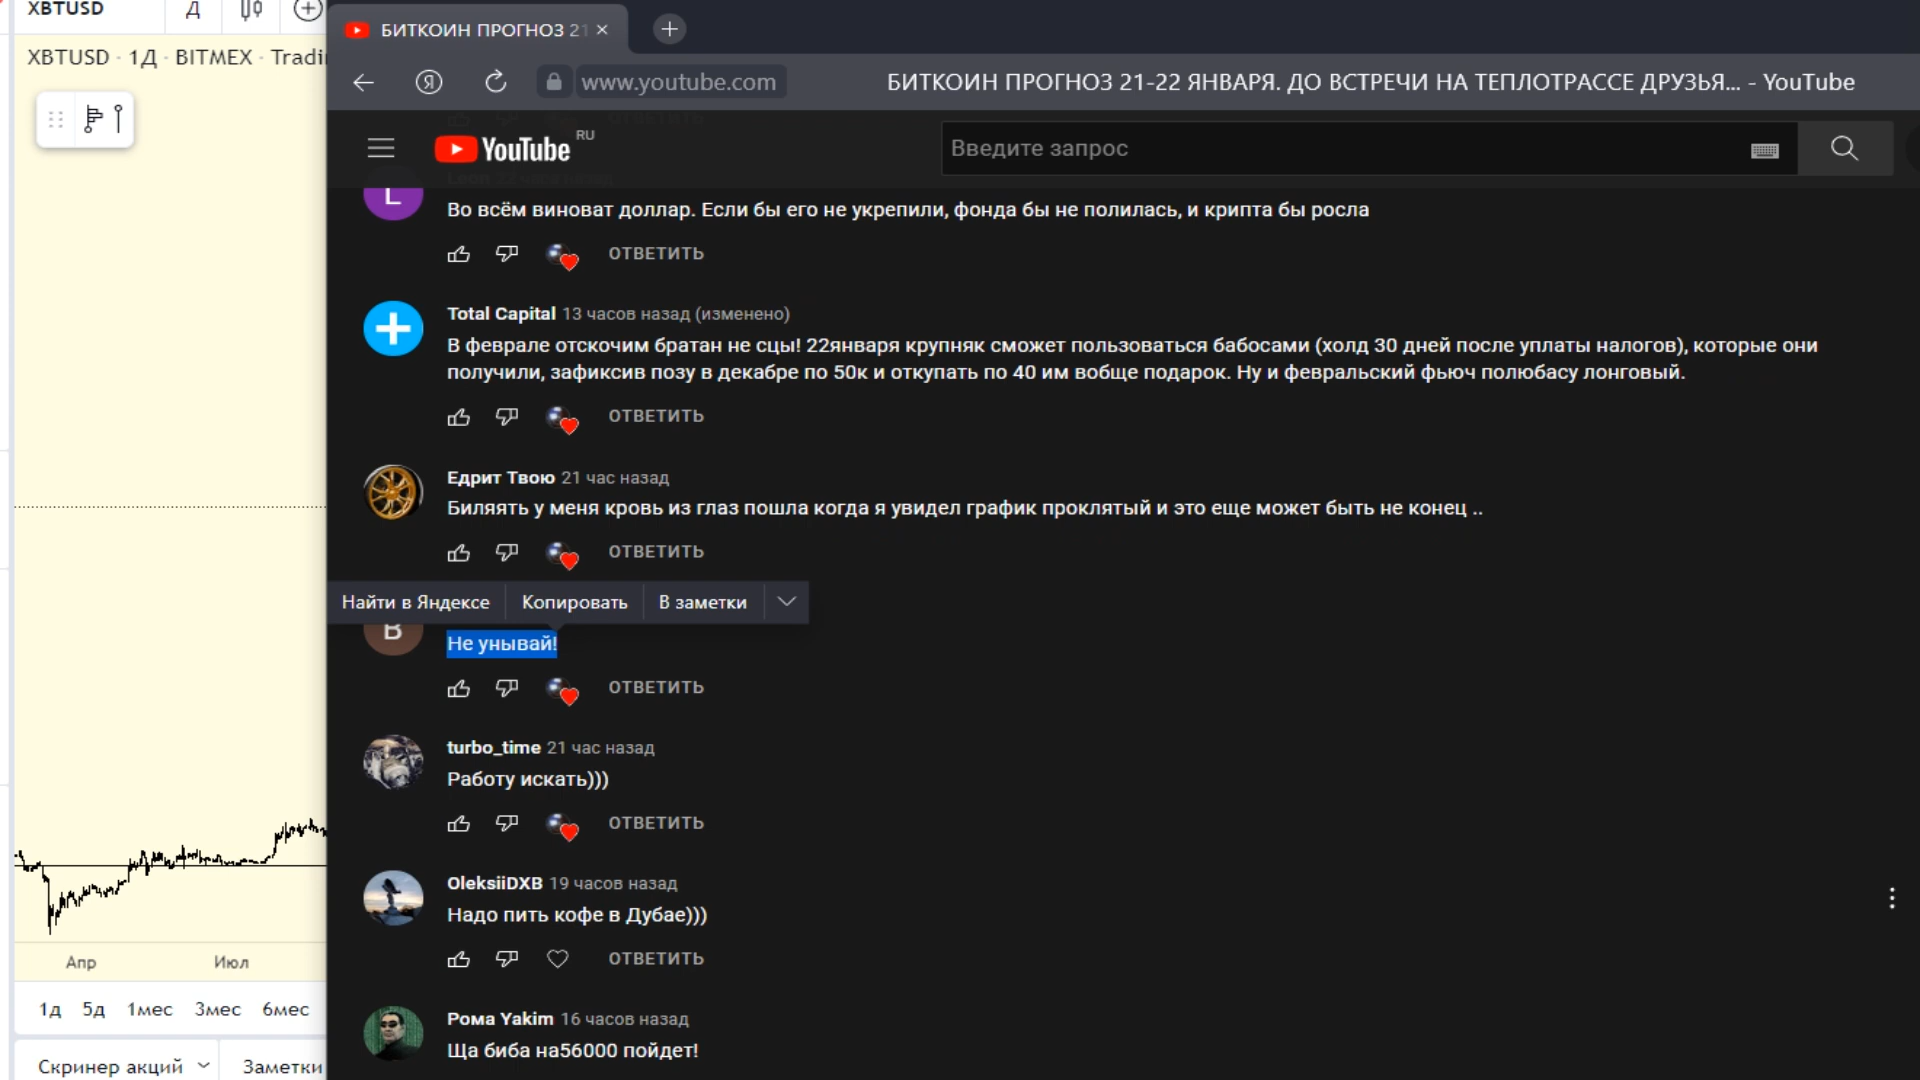 XBTUSD
Д
XBTUSD · 1Д · BITMEX · Tradi
Апр
Июл
1д 5д 1мес 3мес 6мес
Скринер акций
Заметки
БИТКОИН ПРОГНОЗ 21
www.youtube.com
БИТКОИН ПРОГНОЗ 21-22 ЯНВАРЯ. ДО ВСТРЕЧИ НА ТЕПЛОТРАССЕ ДРУЗЬЯ... - YouTube
YouTube RU
Введите запрос
L
Во всём виноват доллар. Если бы его не укрепили, фонда бы не полилась, и крипта бы росла
ОТВЕТИТЬ
Total Capital 13 часов назад (изменено)
В феврале отскочим братан не сцы! 22января крупняк сможет пользоваться бабосами (холд 30 дней после уплаты налогов), которые они
получили, зафиксив позу в декабре по 50к и откупать по 40 им вобще подарок. Ну и февральский фьюч полюбасу лонговый.
ОТВЕТИТЬ
Едрит Твою 21 час назад
Биляять у меня кровь из глаз пошла когда я увидел график проклятый и это еще может быть не конец ..
ОТВЕТИТЬ
Найти в Яндексе Копировать В заметки
В
Не унывай!
ОТВЕТИТЬ
turbo_time 21 час назад
Работу искать)))
ОТВЕТИТЬ
OleksiiDXB 19 часов назад
Надо пить кофе в Дубае)))
ОТВЕТИТЬ
Рома Yakim 16 часов назад
Ща биба на56000 пойдет!